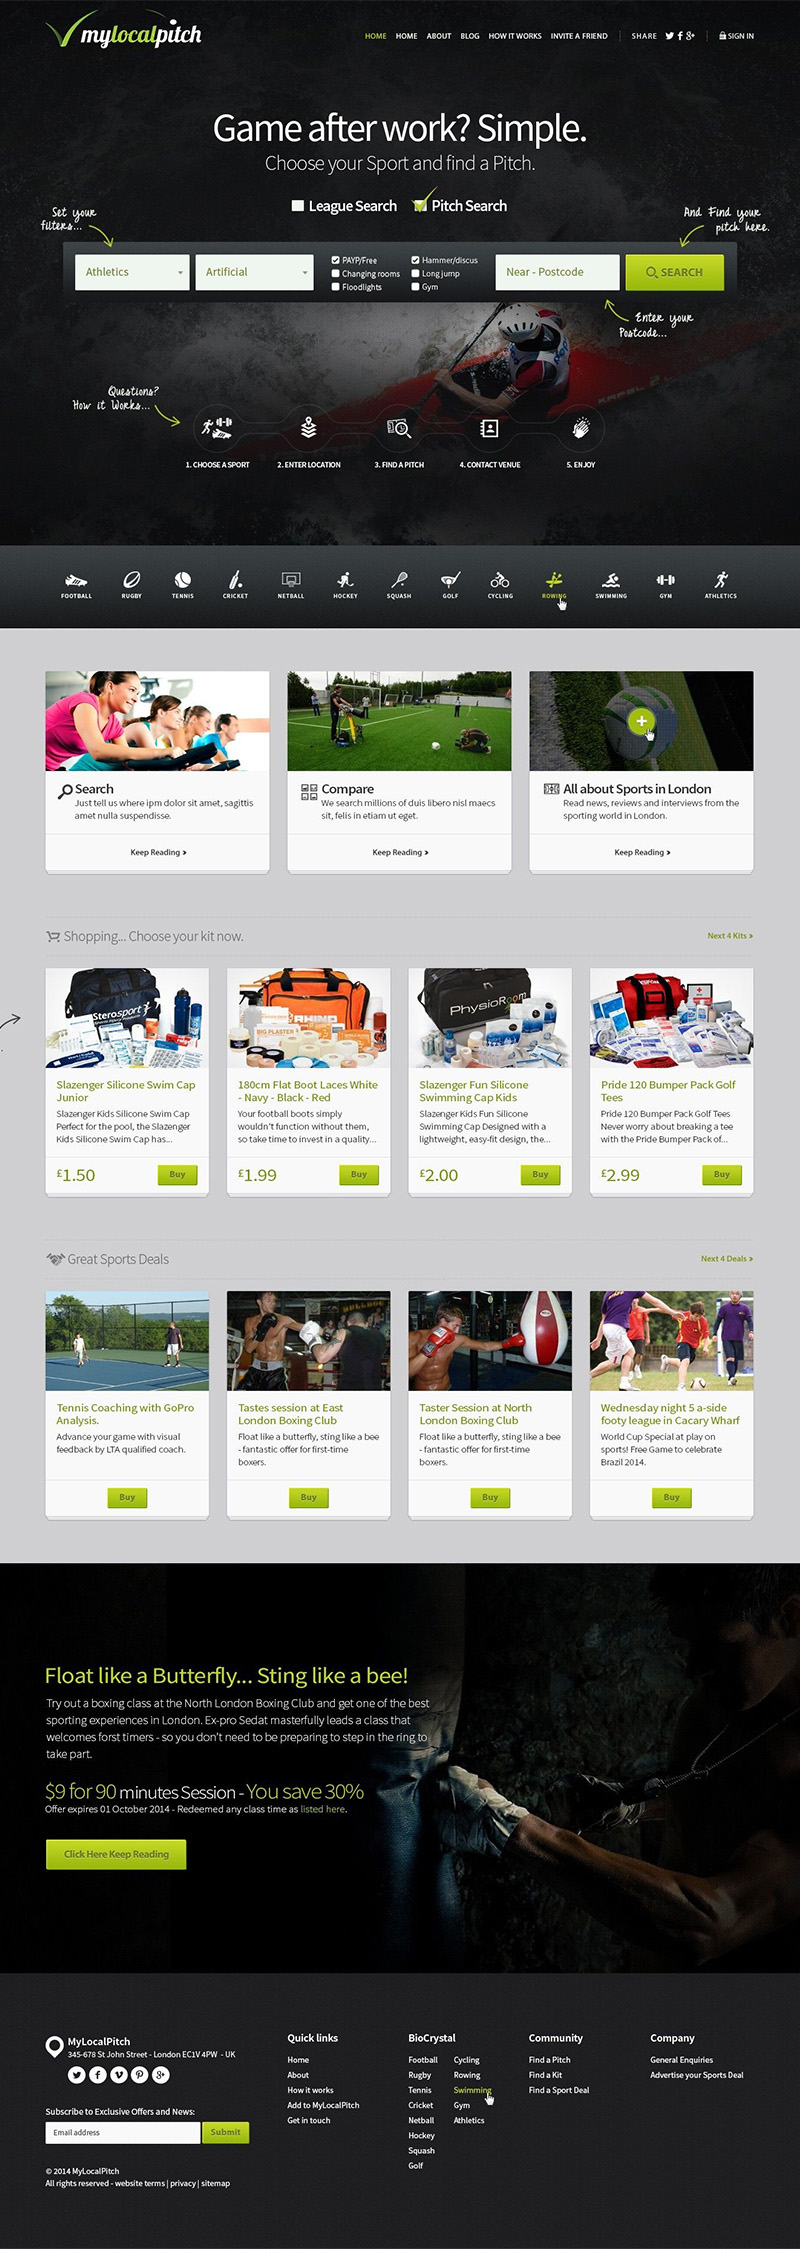 mylocalpitch
HOME HOME ABOUT BLOG HOW IT WORKS INVITE A FRIEND SHARE SIGN IN
Game after work? Simple.
Choose your Sport and find a Pitch.
League Search Pitch Search
Set your
filters...
And Find your
pitch here.
Athletics
Artificial
PAYP/Free
Changing rooms
Floodlights
Hammer/discus
Long jump
Gym
Near - Postcode
SEARCH
Enter your
Postcode...
Questions?
How it Works...
1. CHOOSE A SPORT
2. ENTER LOCATION
3. FIND A PITCH
4. CONTACT VENUE
5. ENJOY
FOOTBALL RUGBY TENNIS CRICKET NETBALL HOCKEY SQUASH GOLF CYCLING ROWING SWIMMING GYM ATHLETICS
Search
Just tell us where ipm dolor sit amet, sagittis
amet nulla suspendisse.
Keep Reading »
Compare
We search millions of duis libero nisl maecs
sit, felis in etiam ut eget.
Keep Reading »
All about Sports in London
Read news, reviews and interviews from the
sporting world in London.
Keep Reading »
Shopping... Choose your kit now.
Next 4 Kits »
Sterosport
Slazenger Silicone Swim Cap
Junior
Slazenger Kids Silicone Swim Cap
Perfect for the pool, the Slazenger
Kids Silicone Swim Cap has...
£1.50
Buy
RHINO
BIG PLASTER
180cm Flat Boot Laces White
- Navy - Black - Red
Your football boots simply
wouldn't function without them,
so take time to invest in a quality...
£1.99
Buy
PhysioRoom
Slazenger Fun Silicone
Swimming Cap Kids
Slazenger Kids Fun Silicone
Swimming Cap Designed with a
lightweight, easy-fit design, the...
£2.00
Buy
Pride 120 Bumper Pack Golf
Tees
Pride 120 Bumper Pack Golf Tees
Never worry about breaking a tee
with the Pride Bumper Pack of...
£2.99
Buy
Great Sports Deals
Next 4 Deals »
Tennis Coaching with GoPro
Analysis.
Advance your game with visual
feedback by LTA qualified coach.
Buy
Tastes session at East
London Boxing Club
Float like a butterfly, sting like a bee
- fantastic offer for first-time
boxers.
Buy
Taster Session at North
London Boxing Club
Float like a butterfly, sting like a bee
- fantastic offer for first-time
boxers.
Buy
Wednesday night 5 a-side
footy league in Cacary Wharf
World Cup Special at play on
sports! Free Game to celebrate
Brazil 2014.
Buy
Float like a Butterfly... Sting like a bee!
Try out a boxing class at the North London Boxing Club and get one of the best
sporting experiences in London. Ex-pro Sedat masterfully leads a class that
welcomes forst timers - so you don't need to be preparing to step in the ring to
take part.
$9 for 90 minutes Session - You save 30%
Offer expires 01 October 2014 - Redeemed any class time as listed here.
Click Here Keep Reading
MyLocalPitch
345-678 St John Street - London EC1V 4PW - UK
Subscribe to Exclusive Offers and News:
Email address
Submit
© 2014 MyLocalPitch
All rights reserved - website terms | privacy | sitemap
Quick links
Home
About
How it works
Add to MyLocalPitch
Get in touch
BioCrystal
Football
Rugby
Tennis
Cricket
Netball
Hockey
Squash
Golf
Cycling
Rowing
Swimming
Gym
Athletics
Community
Find a Pitch
Find a Kit
Find a Sport Deal
Company
General Enquiries
Advertise your Sports Deal